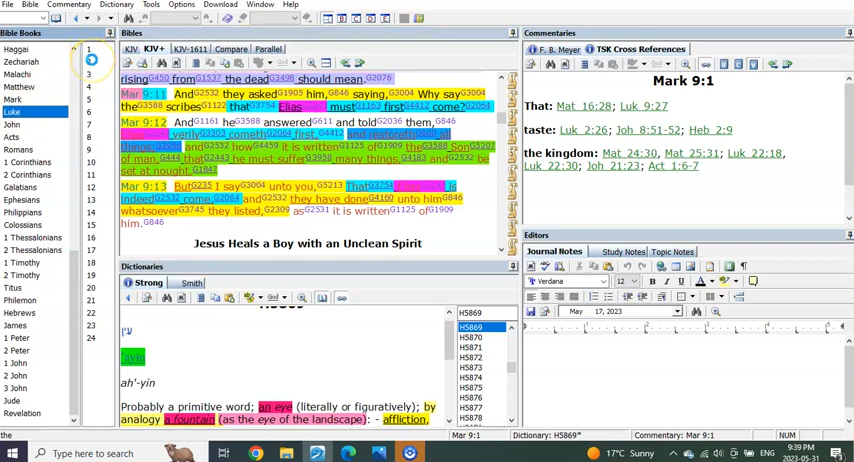 File View Bible Commentary Dictionary Tools Options Download Window Help
Bible Books
Bibles
Commentaries
Haggai
Zechariah
Malachi
Matthew
Mark
Luke
John
Acts
Romans
1 Corinthians
2 Corinthians
Galatians
Ephesians
Philippians
Colossians
1 Thessalonians
2 Thessalonians
1 Timothy
2 Timothy
Titus
Philemon
Hebrews
James
1 Peter
2 Peter
1 John
2 John
3 John
Jude
Revelation
1
3
4
5
6
7
8
9
10
11
12
13
14
15
16
17
18
19
20
21
22
23
24
KJV KJV+ KJV-1611 Compare Parallel
rising G450 from G1537 the dead G3498 should mean. G2076
Mar 9:11 And G2532 they asked G1905 him, G846 saying, G3004 Why say
the G3588 scribes G1122 that G3754 Elias must G1163 first G4412 come? G2064
Mar 9:12 And G1161 he answered G611 and told G2036 them, G846
verily G3303 cometh G2064 first, G4412 and restoreth G600 all
things; G3956 and G2532 how G4459 it is written G1125 of G1909 the G3588 Son G5207
of man, G444 that G2443 he must suffer G3958 many things, G4183 and G2532 be
set at nought. G1847
Mar 9:13 But G235 I say G3004 unto you, G5213 That G3754 is
indeed G2532 come, G2064 and G2532 they have done G4160 unto him G846
whatsoever G3745 they listed, G2309 as G2531 it is written G1125 of G1909
him. G846
Jesus Heals a Boy with an Unclean Spirit
F. B. Meyer TSK Cross References
Mark 9:1
That: Mat 16:28; Luk 9:27
taste: Luk 2:26; Joh 8:51-52; Heb 2:9
the kingdom: Mat 24:30, Mat 25:31; Luk 22:18,
Luk 22:30; Joh 21:23; Act 1:6-7
Dictionaries
Strong Smith
H5869
עין
‛ayin
ah'-yin
Probably a primitive word; an eye (literally or figuratively); by
analogy a fountain (as the eye of the landscape): - affliction,
H5869
H5869
H5870
H5871
H5872
H5873
H5874
H5875
H5876
H5877
H5878
Editors
Journal Notes Study Notes Topic Notes
Verdana 12 B I U
May 17, 2023
1 2 3 4 5
the
Mar 9:1 Dictionary: H5869* Commentary: Mar 9:1 NUM
Type here to search
17°C Sunny
ENG
9:39 PM
2023-05-31
3